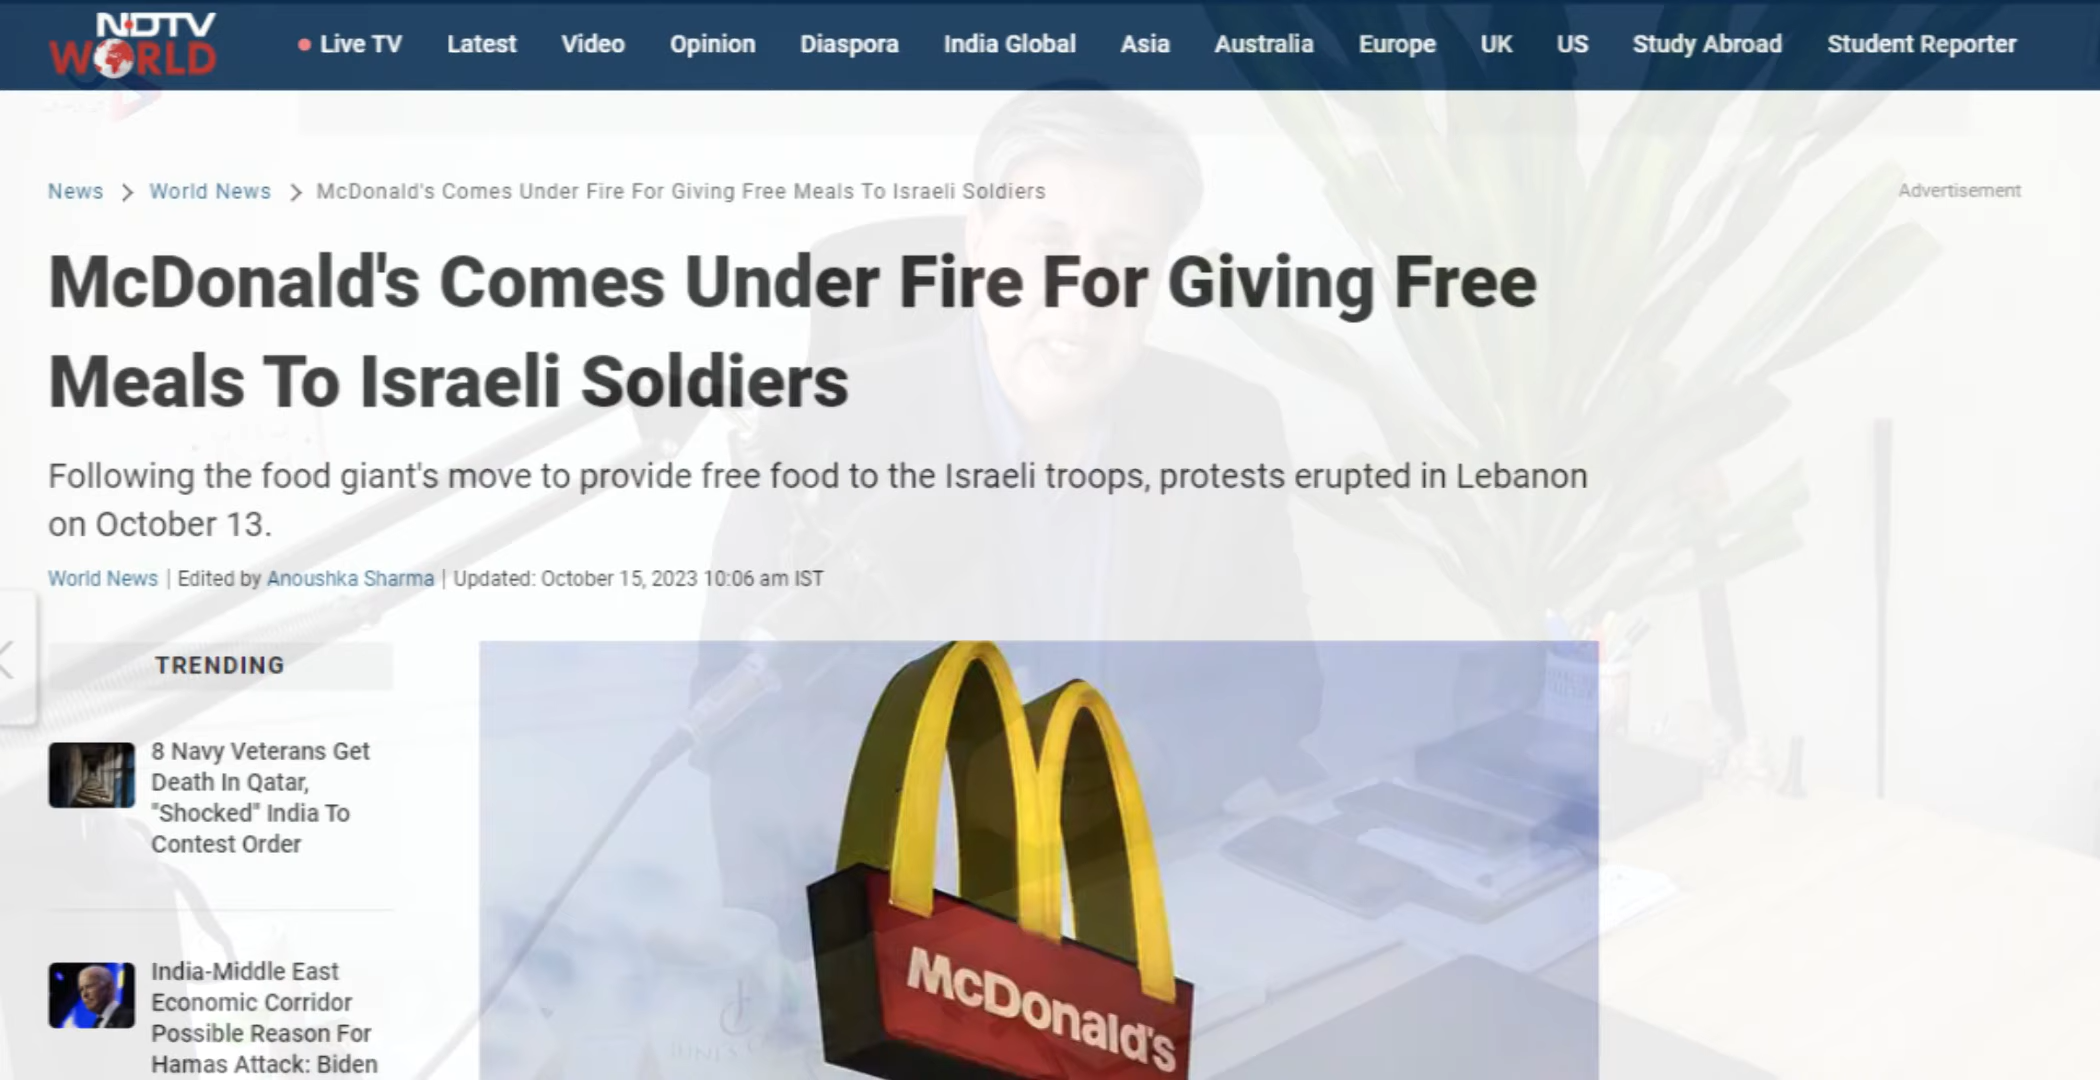 NDTV
WORLD
Live TV Latest Video Opinion Diaspora India Global Asia Australia Europe UK US Study Abroad Student Reporter
News > World News > McDonald's Comes Under Fire For Giving Free Meals To Israeli Soldiers
Advertisement
McDonald's Comes Under Fire For Giving Free
Meals To Israeli Soldiers
Following the food giant's move to provide free food to the Israeli troops, protests erupted in Lebanon
on October 13.
World News | Edited by Anoushka Sharma | Updated: October 15, 2023 10:06 am IST
TRENDING
8 Navy Veterans Get
Death In Qatar,
"Shocked" India To
Contest Order
India-Middle East
Economic Corridor
Possible Reason For
Hamas Attack: Biden
McDonald's